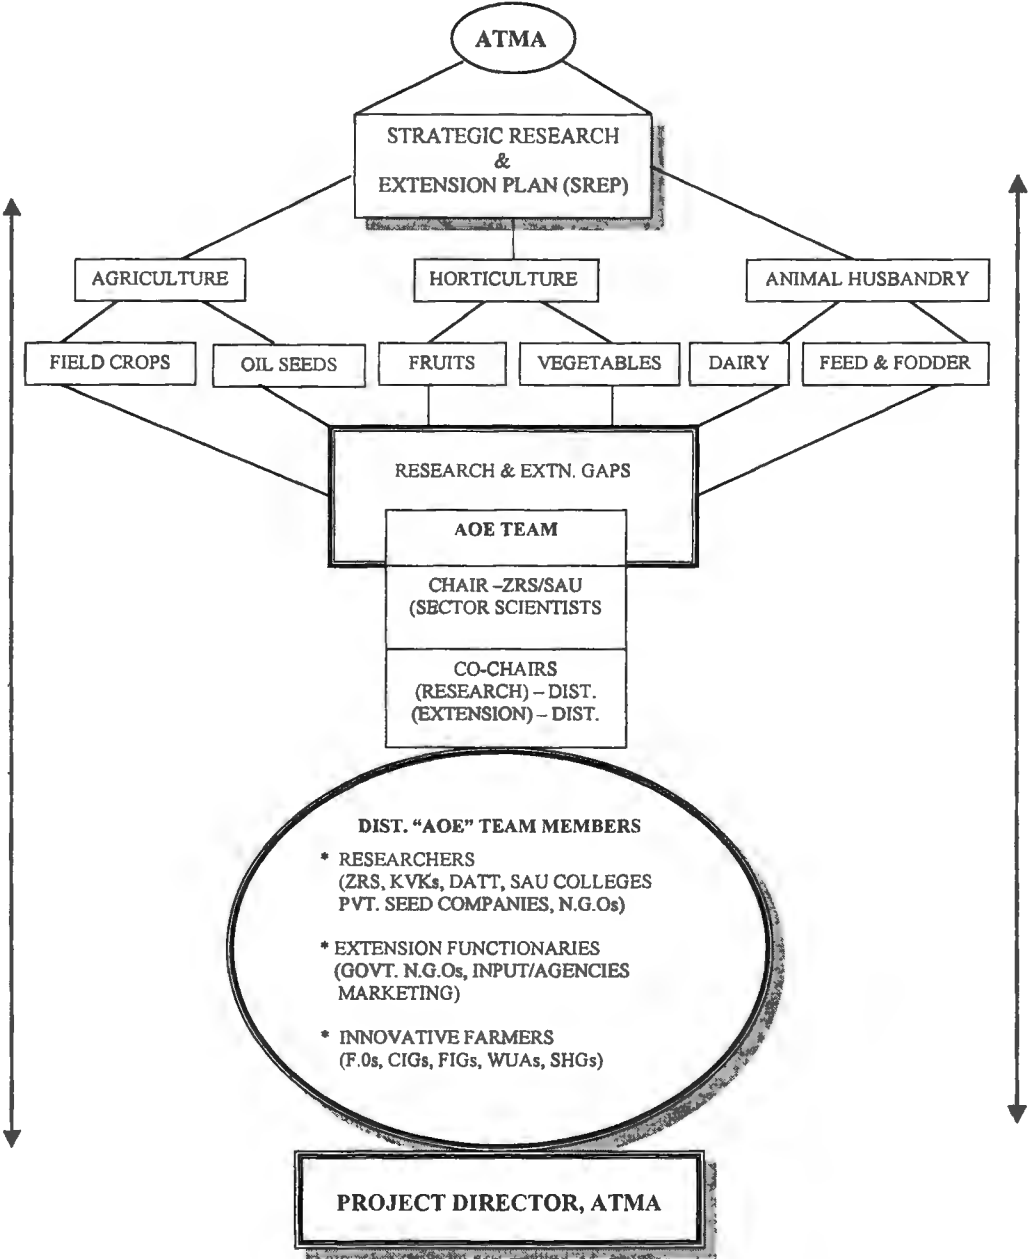 ATMA
STRATEGIC RESEARCH
&
EXTENSION PLAN (SREP)
AGRICULTURE
HORTICULTURE
ANIMAL HUSBANDRY
FIELD CROPS
OIL SEEDS
FRUITS
VEGETABLES
DAIRY
FEED & FODDER
RESEARCH & EXTN. GAPS
AOE TEAM
CHAIR –ZRS/SAU
(SECTOR SCIENTISTS
CO-CHAIRS
(RESEARCH) – DIST.
(EXTENSION) – DIST.
DIST. “AOE” TEAM MEMBERS
* RESEARCHERS
(ZRS, KVKs, DATT, SAU COLLEGES
PVT. SEED COMPANIES, N.G.Os)
* EXTENSION FUNCTIONARIES
(GOVT. N.G.Os, INPUT/AGENCIES
MARKETING)
* INNOVATIVE FARMERS
(F.0s, CIGs, FIGs, WUAs, SHGs)
PROJECT DIRECTOR, ATMA